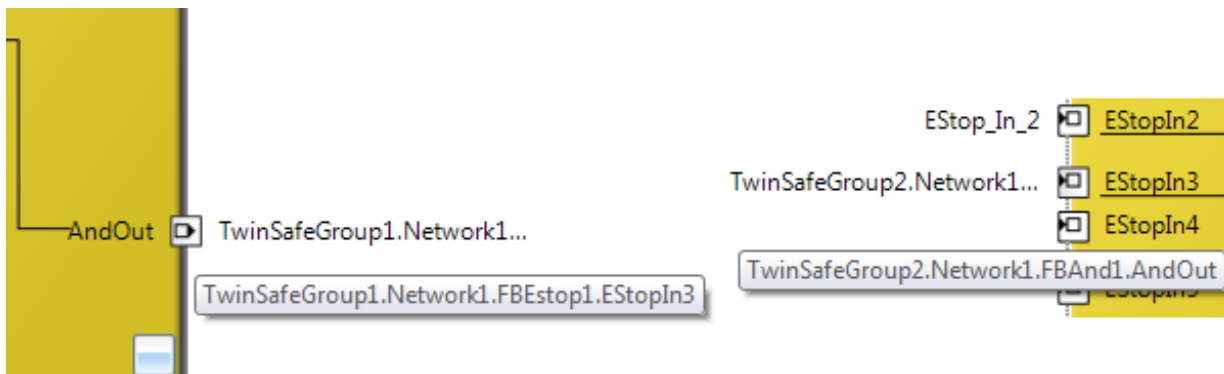 EStop_In_2
EStopIn2
TwinSafeGroup2.Network1...
EStopIn3
AndOut
TwinSafeGroup1.Network1...
EStopIn4
TwinSafeGroup2.Network1.FBAnd1.AndOut
TwinSafeGroup1.Network1.FBEstop1.EStopIn3